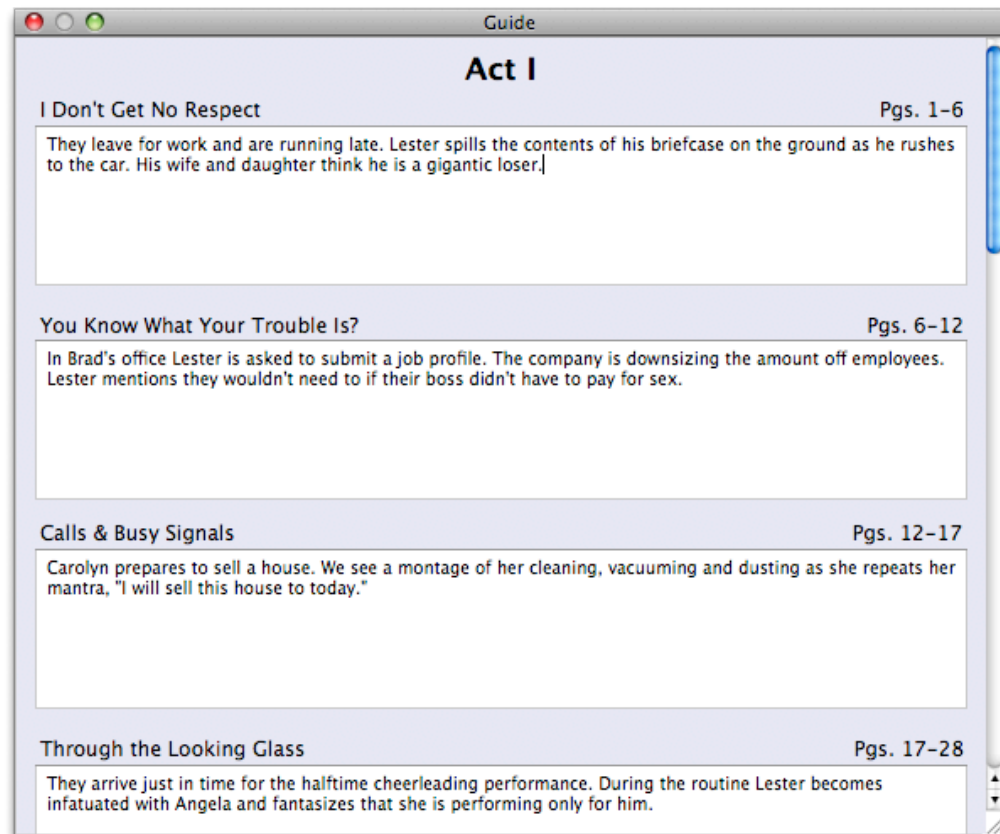 Guide
Act I
I Don't Get No Respect Pgs. 1-6
They leave for work and are running late. Lester spills the contents of his briefcase on the ground as he rushes
to the car. His wife and daughter think he is a gigantic loser.
You Know What Your Trouble Is? Pgs. 6-12
In Brad's office Lester is asked to submit a job profile. The company is downsizing the amount off employees.
Lester mentions they wouldn't need to if their boss didn't have to pay for sex.
Calls & Busy Signals Pgs. 12-17
Carolyn prepares to sell a house. We see a montage of her cleaning, vacuuming and dusting as she repeats her
mantra, "I will sell this house to today."
Through the Looking Glass Pgs. 17-28
They arrive just in time for the halftime cheerleading performance. During the routine Lester becomes
infatuated with Angela and fantasizes that she is performing only for him.